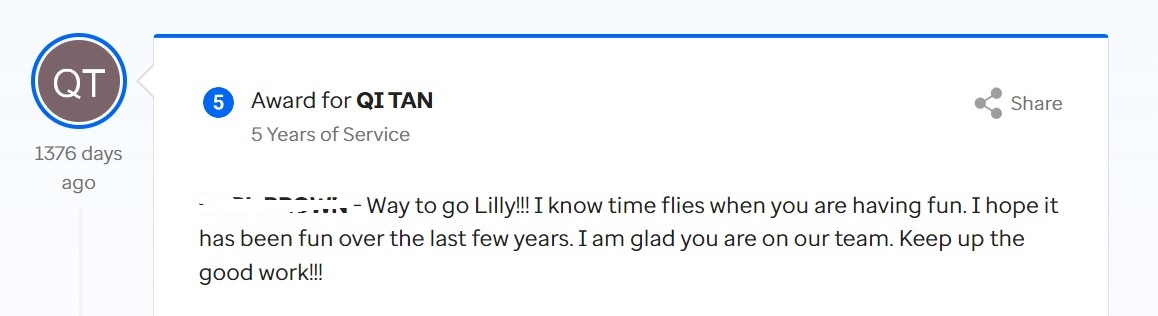 QT
1376 days
ago
5
Award for QI TAN
5 Years of Service
Share
- Way to go Lilly!!! I know time flies when you are having fun. I hope it
has been fun over the last few years. I am glad you are on our team. Keep up the
good work!!!